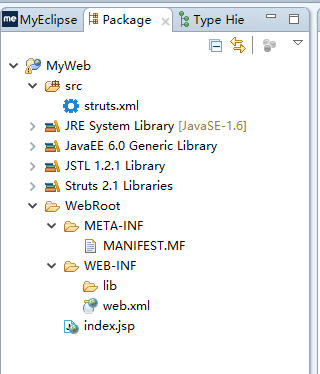 me MyEclipse Package Type Hie
MyWeb
src
struts.xml
JRE System Library [JavaSE-1.6]
JavaEE 6.0 Generic Library
JSTL 1.2.1 Library
Struts 2.1 Libraries
WebRoot
META-INF
MANIFEST.MF
WEB-INF
lib
web.xml
index.jsp